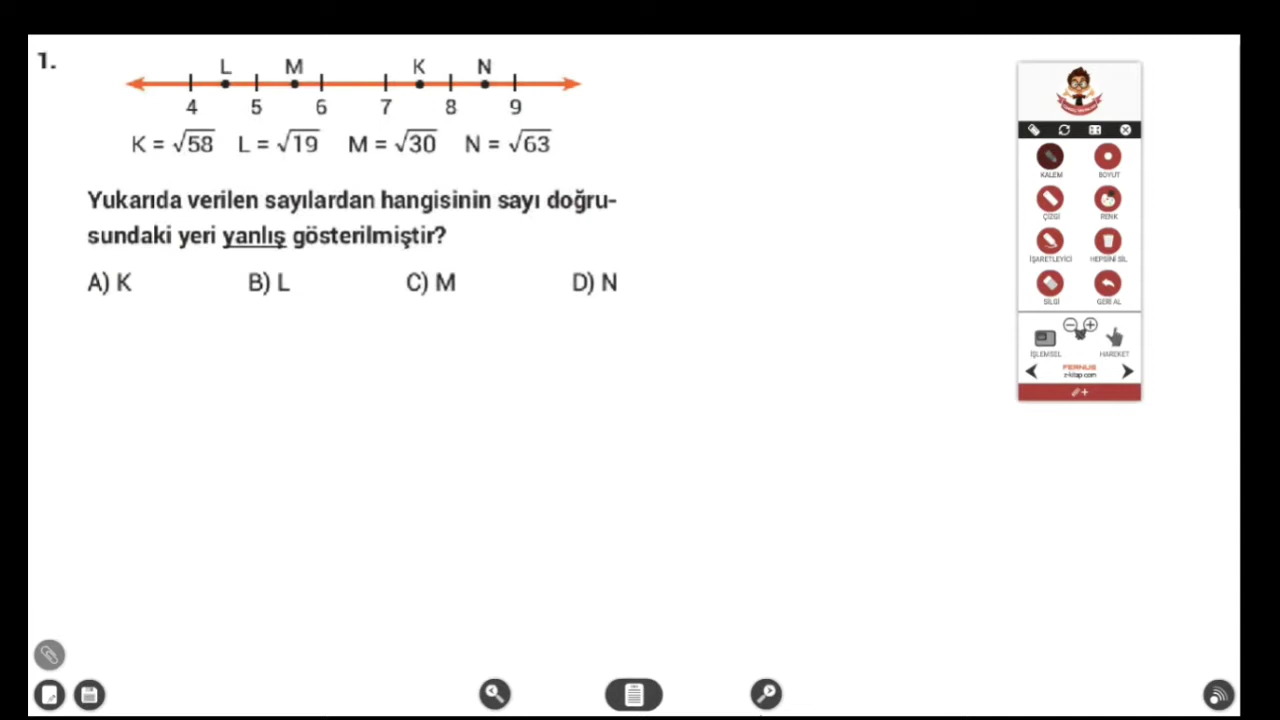 1.
L M K N
4 5 6 7 8 9
K = √58 L = √19 M = √30 N = √63
Yukarıda verilen sayılardan hangisinin sayı doğru-
sundaki yeri yanlış gösterilmiştir?
A) K B) L C) M D) N
KALEM BOYUT
ÇİZGİ RENK
İŞARETLEYİCİ HEPSİNİ SİL
SİLGİ GERİ AL
İŞLEMSEL HAREKET
FERNUS
z-kitap.com